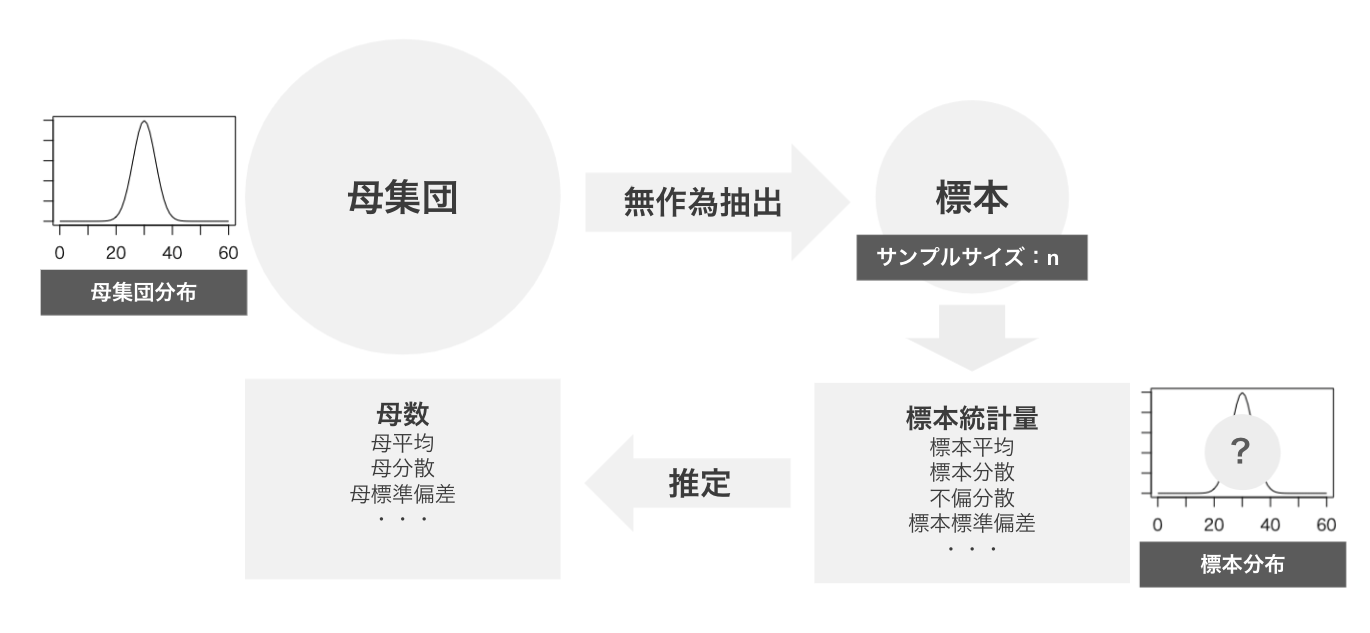 母集団
0 20 40 60
母集団分布
無作為抽出
標本
サンプルサイズ：n
母数
母平均
母分散
母標準偏差
・・・
推定
標本統計量
標本平均
標本分散
不偏分散
標本標準偏差
・・・
?
0 20 40 60
標本分布